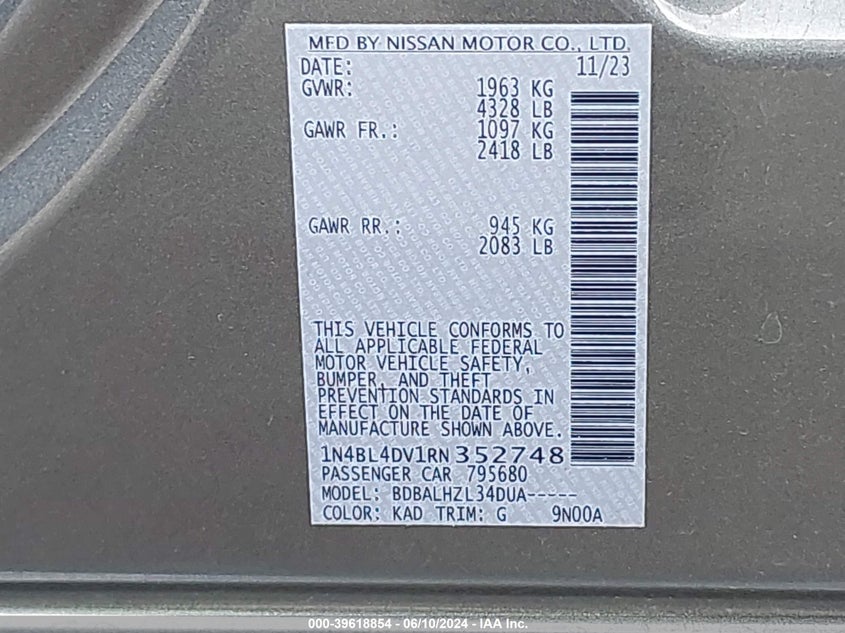 MFD BY NISSAN MOTOR CO., LTD.
DATE: 11/23
GVWR: 1963 KG
4328 LB
GAWR FR.: 1097 KG
2418 LB
GAWR RR.: 945 KG
2083 LB
THIS VEHICLE CONFORMS TO
ALL APPLICABLE FEDERAL
MOTOR VEHICLE SAFETY,
BUMPER, AND THEFT
PREVENTION STANDARDS IN
EFFECT ON THE DATE OF
MANUFACTURE SHOWN ABOVE.
1N4BL4DV1RN352748
PASSENGER CAR 795680
MODEL: BDBALHZL34DUA-----
COLOR: KAD TRIM: G 9N00A
000-39618854 - 06/10/2024 - IAA Inc.